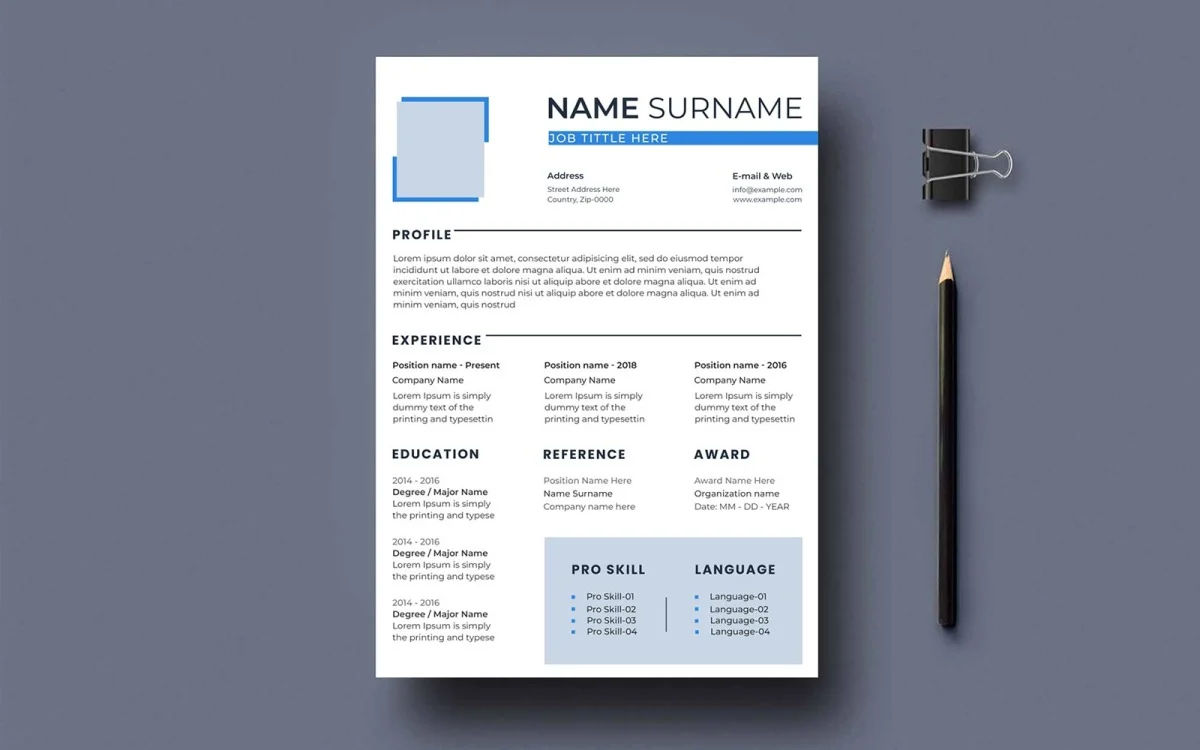 NAME SURNAME
JOB TITTLE HERE
Address
Street Address Here
Country, Zip-0000
E-mail & Web
info@example.com
www.example.com
PROFILE
Lorem ipsum dolor sit amet, consectetur adipisicing elit, sed do eiusmod tempor
incididunt ut labore et dolore magna aliqua. Ut enim ad minim veniam, quis nostrud
exercitation ullamco laboris nisi ut aliquip abore et dolore magna aliqua. Ut enim ad
minim veniam, quis nostrud nisi ut aliquip abore et dolore magna aliqua. Ut enim ad
minim veniam, quis nostrud
EXPERIENCE
Position name - Present
Company Name
Lorem Ipsum is simply
dummy text of the
printing and typesettin
Position name - 2018
Company Name
Lorem Ipsum is simply
dummy text of the
printing and typesettin
Position name - 2016
Company Name
Lorem Ipsum is simply
dummy text of the
printing and typesettin
EDUCATION
2014 - 2016
Degree / Major Name
Lorem Ipsum is simply
the printing and typese
2014 - 2016
Degree / Major Name
Lorem Ipsum is simply
the printing and typese
2014 - 2016
Degree / Major Name
Lorem Ipsum is simply
the printing and typese
REFERENCE
Position Name Here
Name Surname
Company name here
AWARD
Award Name Here
Organization name
Date: MM - DD - YEAR
PRO SKILL
Pro Skill-01
Pro Skill-02
Pro Skill-03
Pro Skill-04
LANGUAGE
Language-01
Language-02
Language-03
Language-04